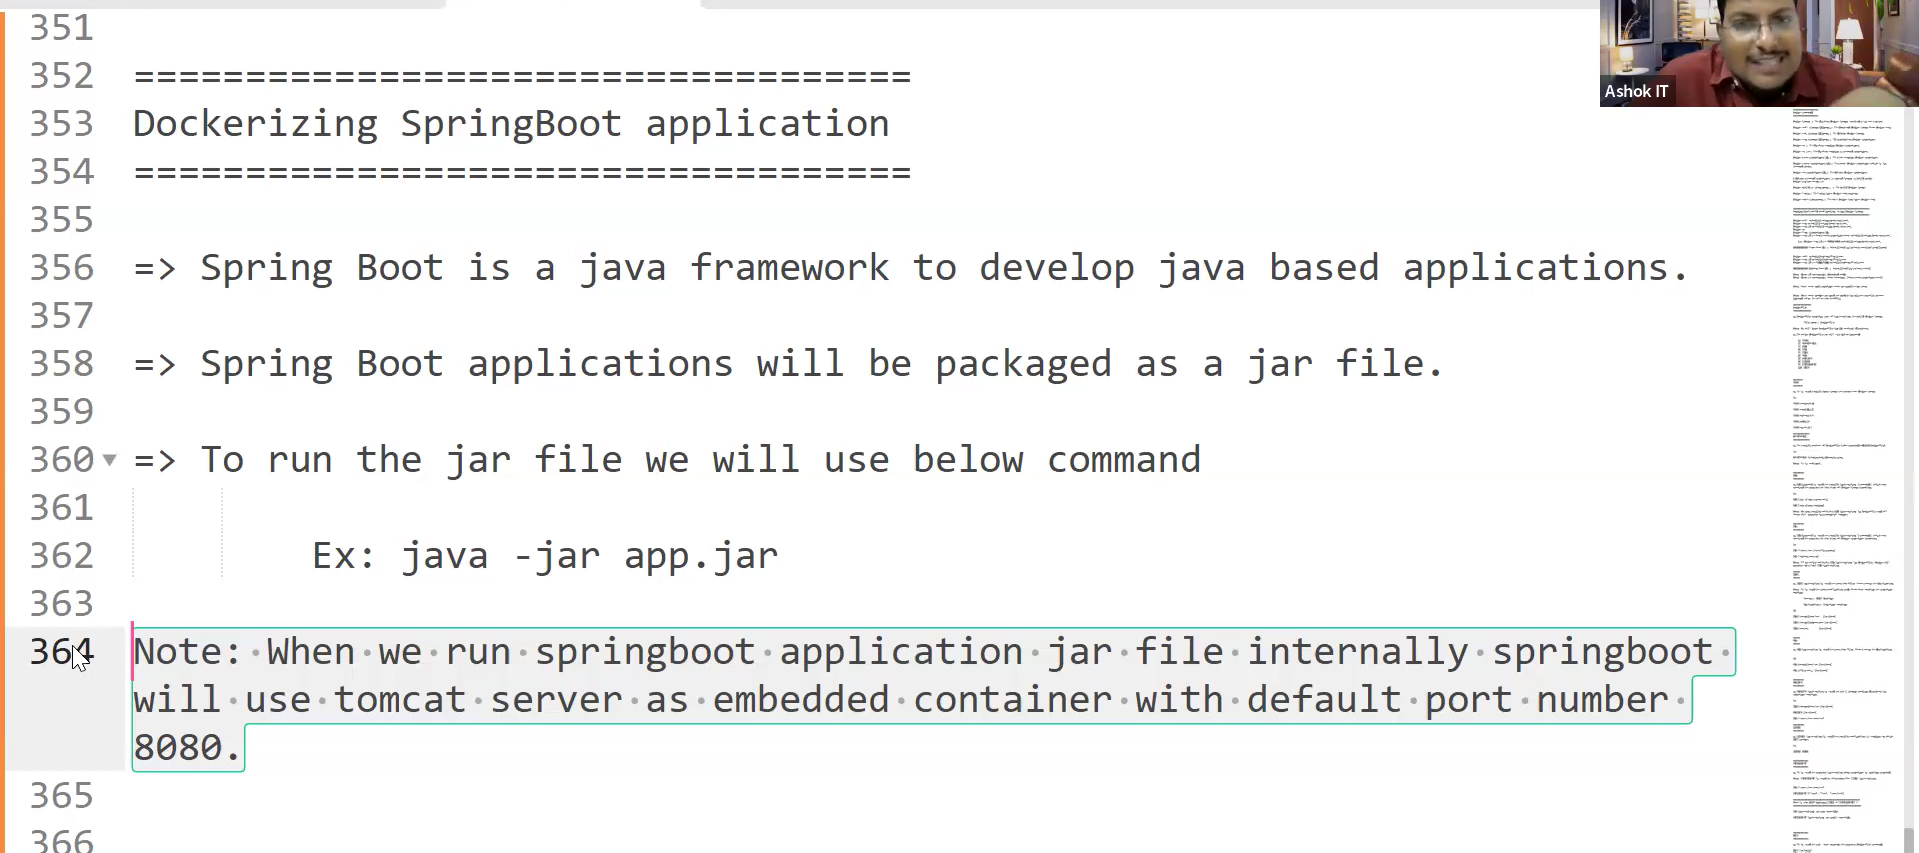 351
352 ===================================
353 Dockerizing SpringBoot application
354 ===================================
355
356 => Spring Boot is a java framework to develop java based applications.
357
358 => Spring Boot applications will be packaged as a jar file.
359
360 => To run the jar file we will use below command
361
362 Ex: java -jar app.jar
363
364 Note: When we run springboot application jar file internally springboot
will use tomcat server as embedded container with default port number
8080.
365
366
Ashok IT